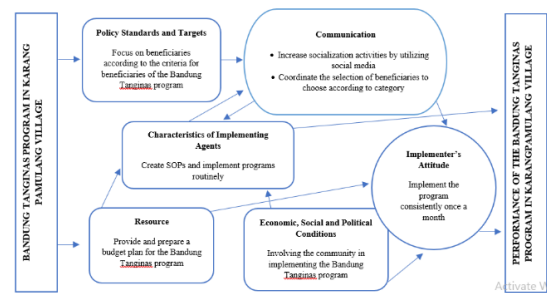 BANDUNG TANGINAS PROGRAM IN KARANG
PAMULANG VILLAGE
Policy Standards and Targets
Focus on beneficiaries
according to the criteria for
beneficiaries of the Bandung
Tanginas program
Communication
• Increase socialization activities by utilizing
social media
• Coordinate the selection of beneficiaries to
choose according to category
Characteristics of Implementing
Agents
Create SOPs and implement programs
routinely
Implementer's
Attitude
Implement the
program
consistently once a
month
Resource
Provide and prepare a
budget plan for the Bandung
Tanginas program
Economic, Social and Political
Conditions
Involving the community in
implementing the Bandung
Tanginas program
PERFORMANCE OF THE BANDUNG TANGINAS
PROGRAM IN KARANGPAMULANG VILLAGE
Activate W